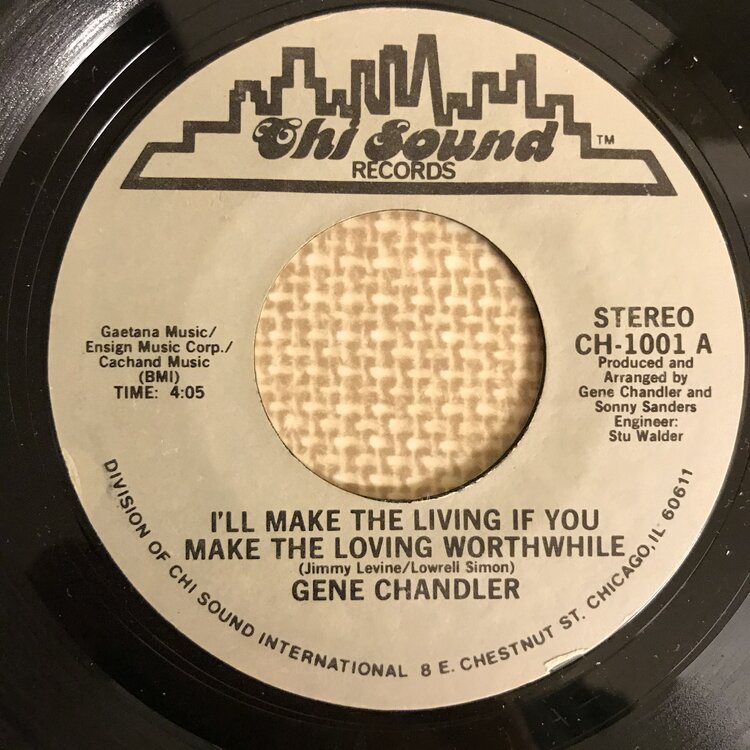 Chi Sound TM
RECORDS
Gaetana Music/
Ensign Music Corp./
Cachand Music
(BMI)
TIME: 4:05
STEREO
CH-1001 A
Produced and
Arranged by
Gene Chandler and
Sonny Sanders
Engineer:
Stu Walder
I'LL MAKE THE LIVING IF YOU
MAKE THE LOVING WORTHWHILE
(Jimmy Levine/Lowrell Simon)
GENE CHANDLER
DIVISION OF CHI SOUND INTERNATIONAL 8 E. CHESTNUT ST. CHICAGO, IL 60611